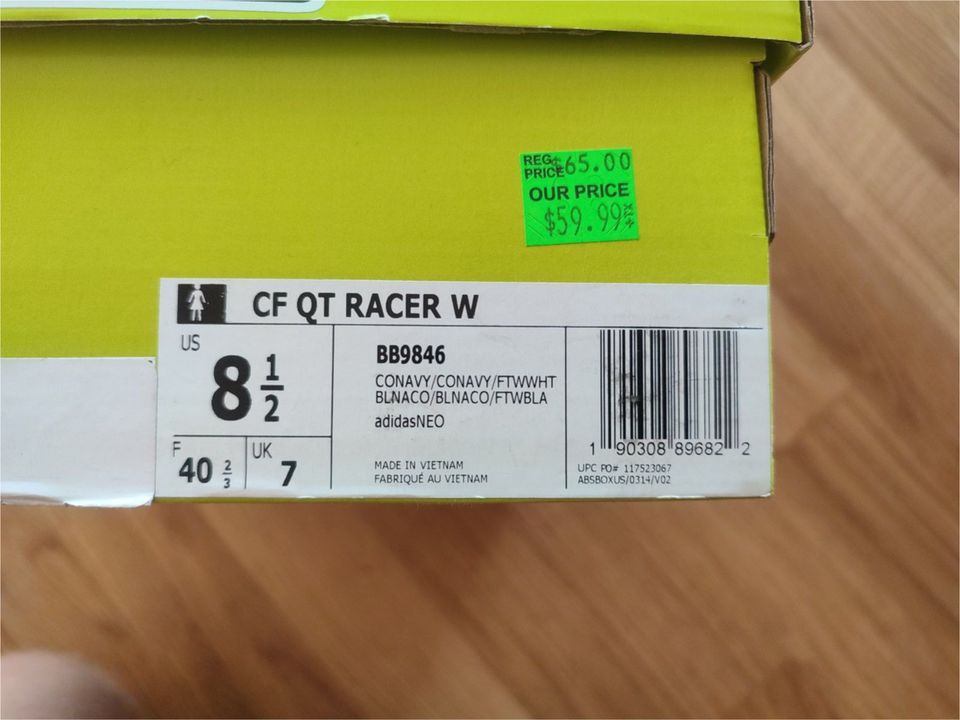 REG. PRICE $65.00
OUR PRICE
$59.99
CF QT RACER W
US
8 1/2
F
40 2/3
UK
7
BB9846
CONAVY/CONAVY/FTWWHT
BLNACO/BLNACO/FTWBLA
adidasNEO
MADE IN VIETNAM
FABRIQUÉ AU VIETNAM
1 90308 89682 2
UPC PO# 117523067
ABSBOXUS/0314/V02